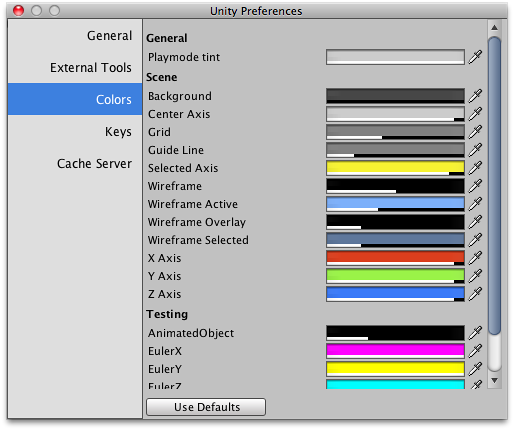 Unity Preferences
General
External Tools
Colors
Keys
Cache Server
General
Playmode tint
Scene
Background
Center Axis
Grid
Guide Line
Selected Axis
Wireframe
Wireframe Active
Wireframe Overlay
Wireframe Selected
X Axis
Y Axis
Z Axis
Testing
AnimatedObject
EulerX
EulerY
EulerZ
Use Defaults